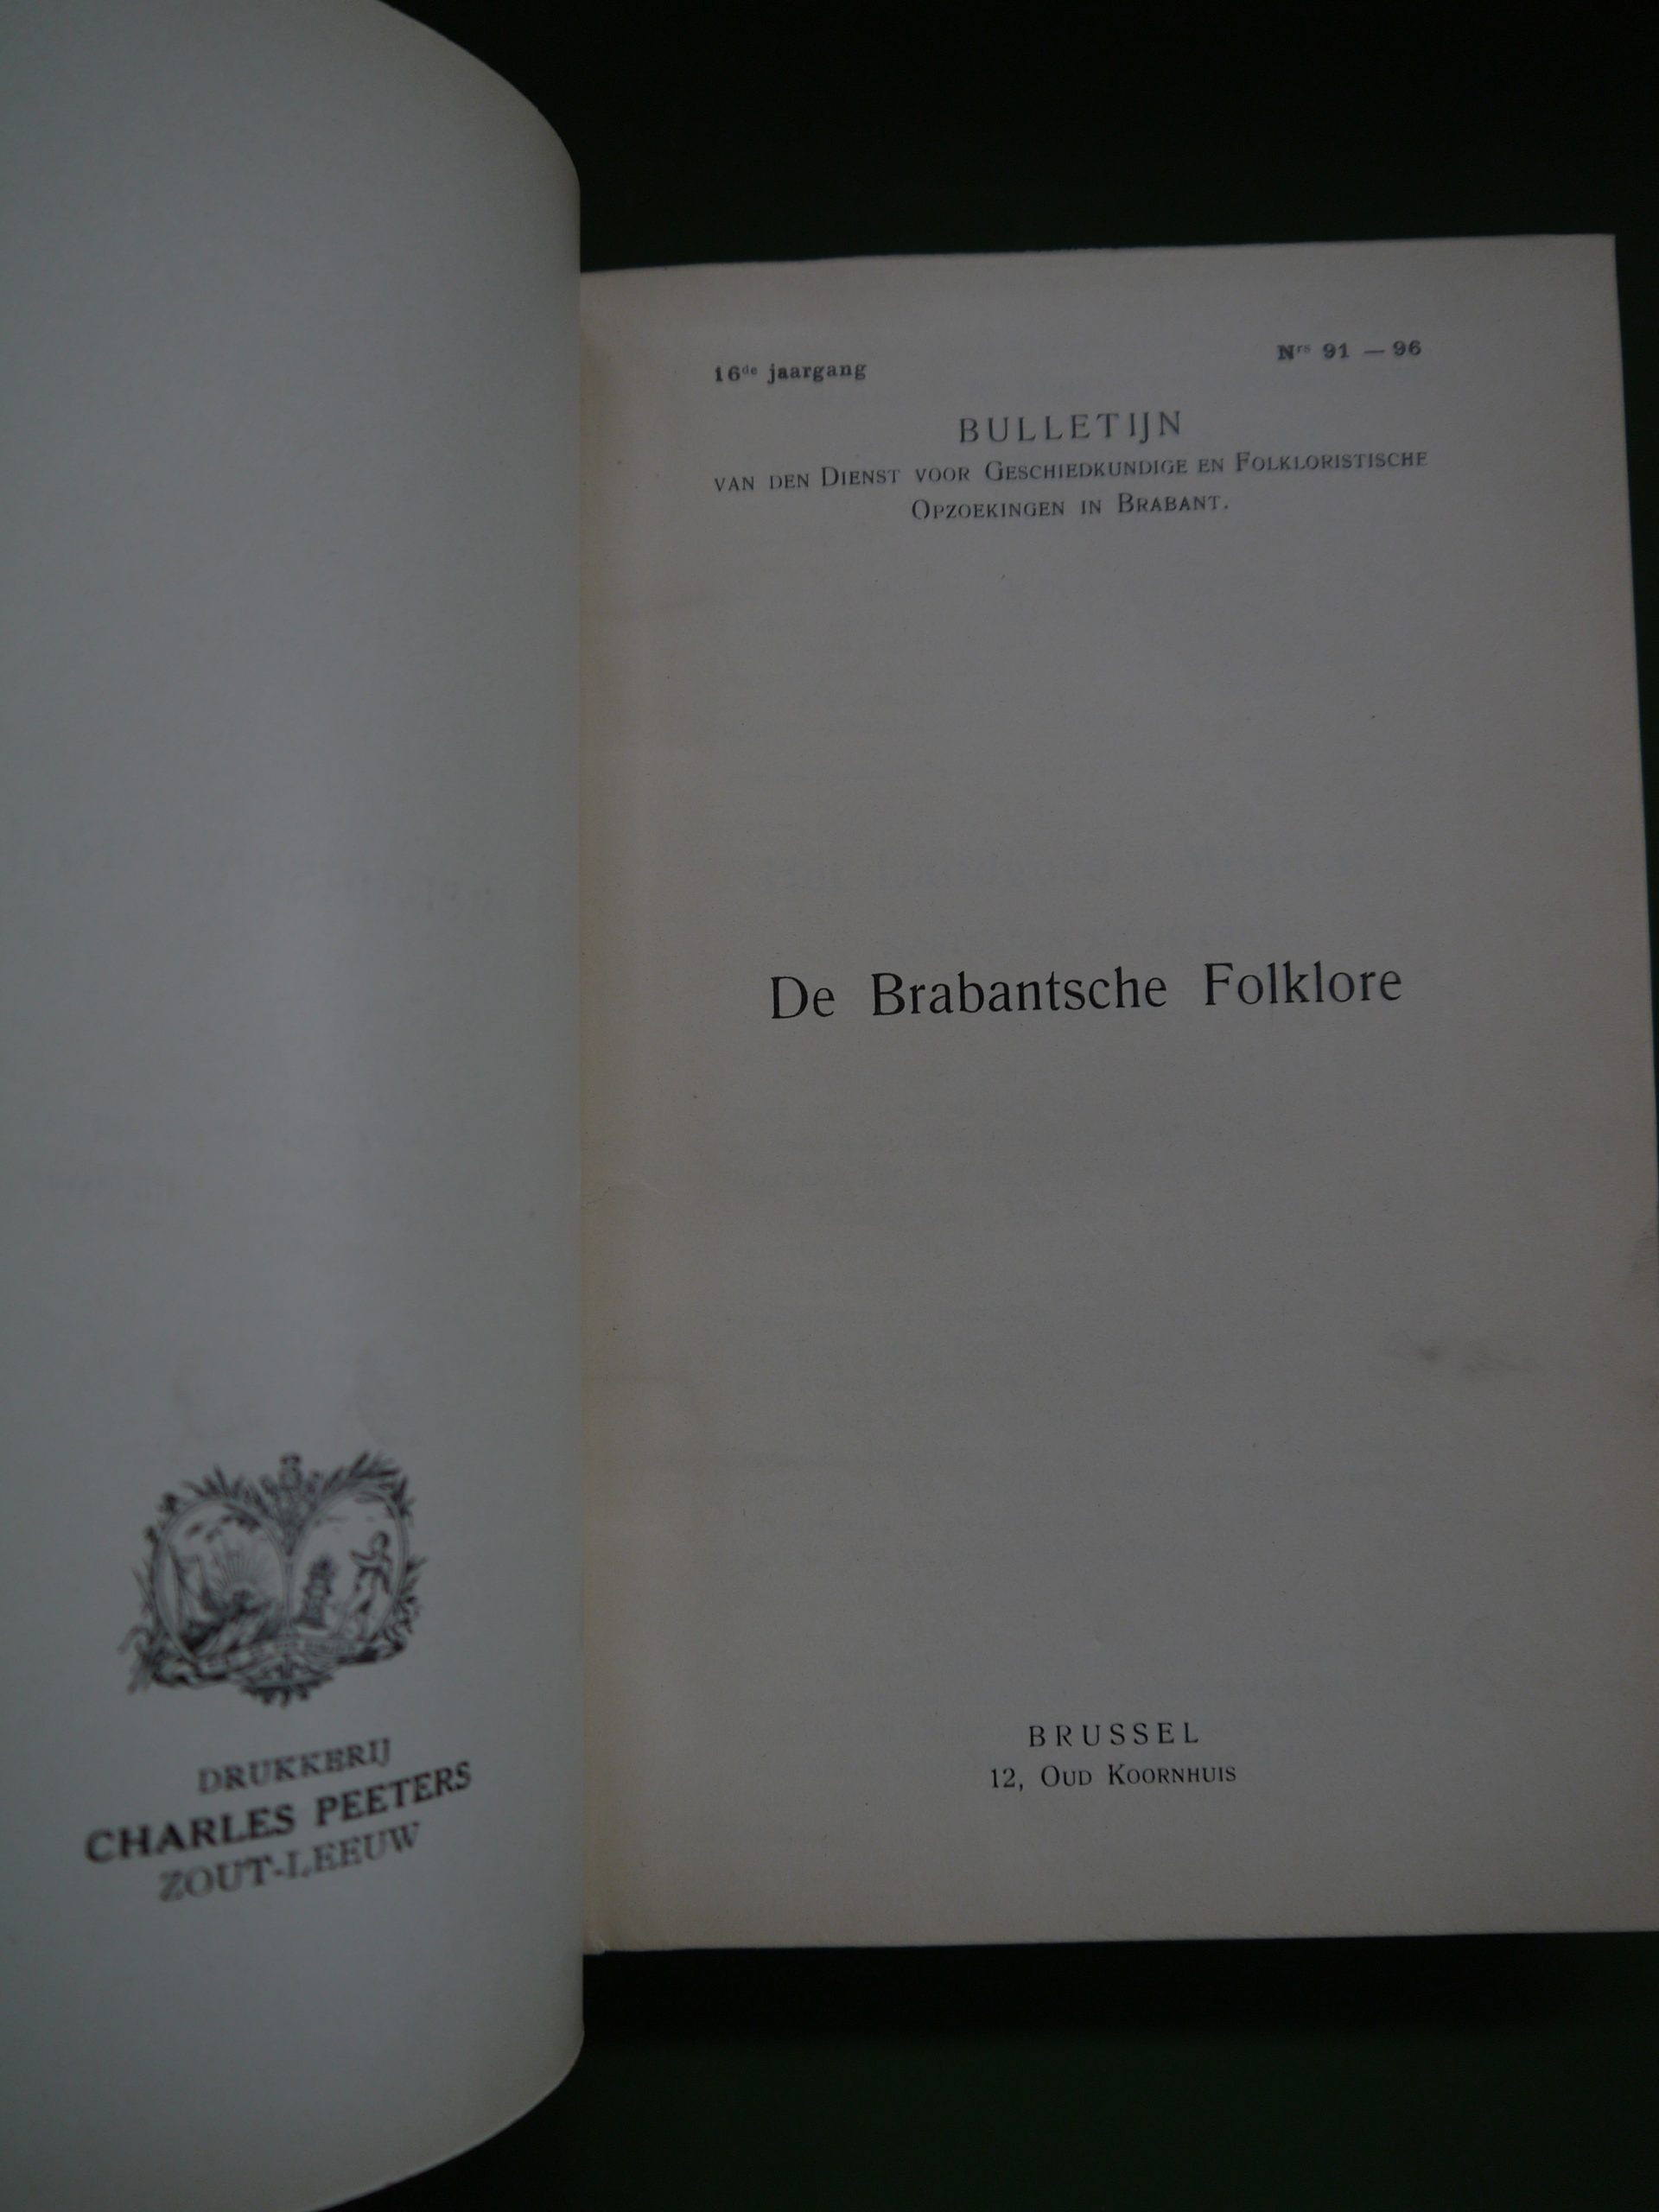 DRUKKERIJ
CHARLES PEETERS
ZOUT-LEEUW
16de jaargang
Nrs 91 — 96
BULLETIJN
VAN DEN DIENST VOOR GESCHIEDKUNDIGE EN FOLKLORISTISCHE
OPZOEKINGEN IN BRABANT.
De Brabantsche Folklore
BRUSSEL
12, OUD KOORNHUIS